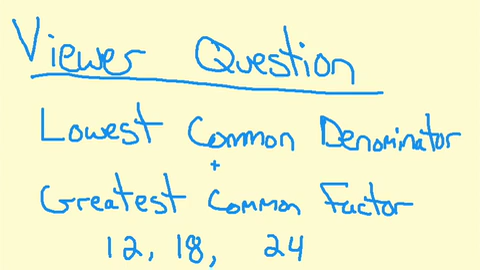 Viewer Question
Lowest Common Denominator
+
Greatest Common Factor
12, 18, 24